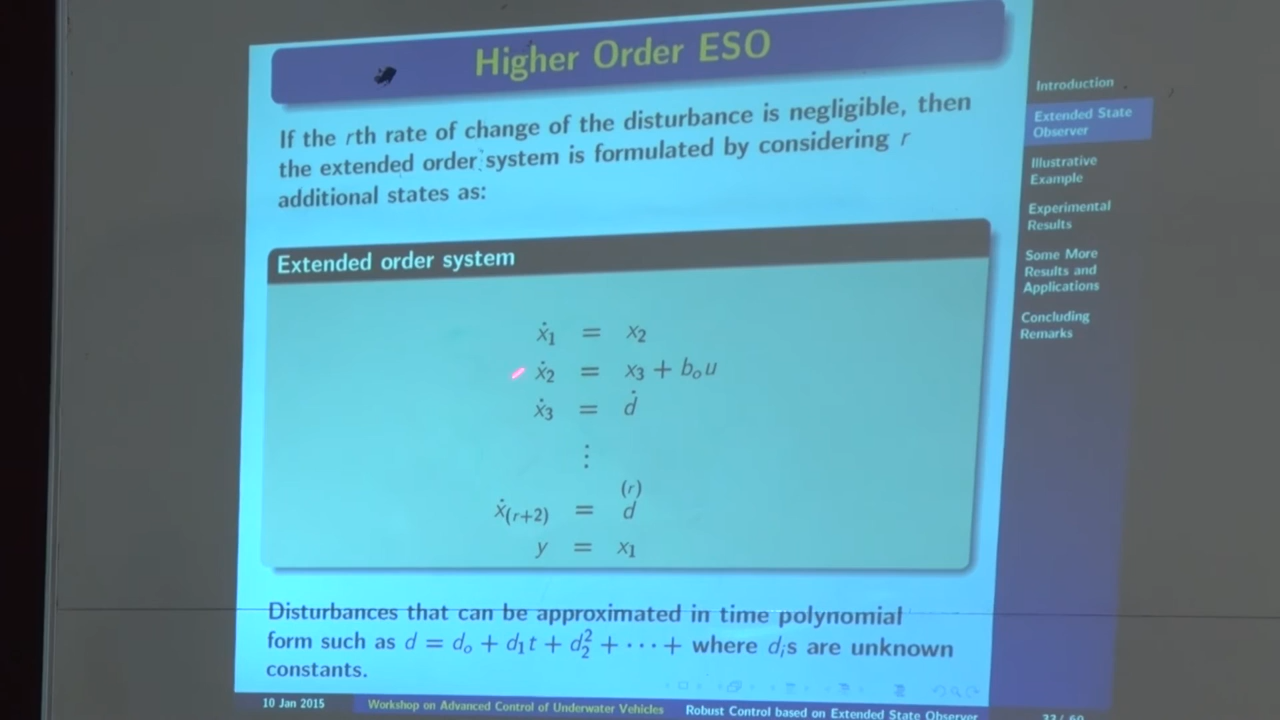 Higher Order ESO
If the rth rate of change of the disturbance is negligible, then
the extended order system is formulated by considering r
additional states as:
Extended order system
ẋ₁ = x₂
ẋ₂ = x₃ + bₒu
ẋ₃ = ḋ
⋮
ẋ₍ᵣ₊₂₎ = (r) d
y = x₁
Disturbances that can be approximated in time polynomial
form such as d = dₒ + d₁t + d₂² + ⋯ + where dᵢs are unknown
constants.
Introduction
Extended State
Observer
Illustrative
Example
Experimental
Results
Some More
Results and
Applications
Concluding
Remarks
10 Jan 2015 Workshop on Advanced Control of Underwater Vehicles Robust Control based on Extended State Observer